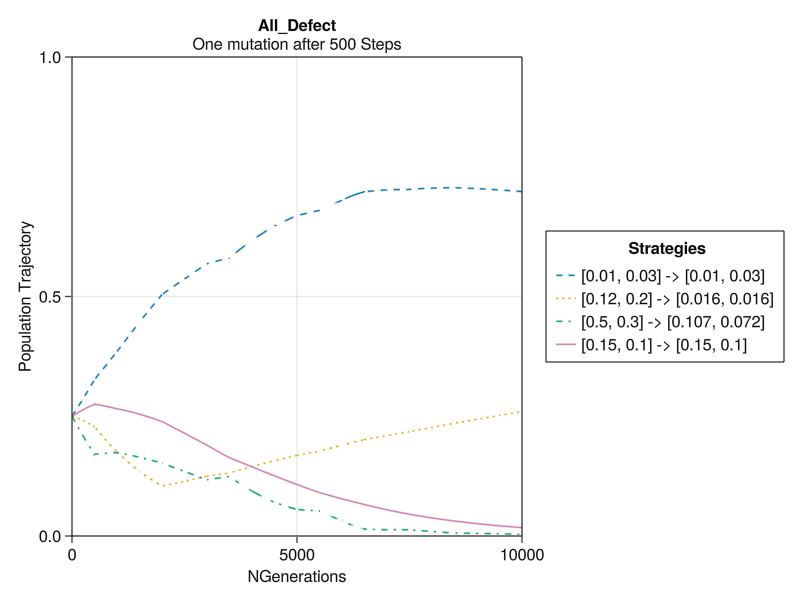 All_Defect
One mutation after 500 Steps
1.0
0.5
0.0
Population Trajectory
0
5000
10000
NGenerations
Strategies
[0.01, 0.03] -> [0.01, 0.03]
[0.12, 0.2] -> [0.016, 0.016]
[0.5, 0.3] -> [0.107, 0.072]
[0.15, 0.1] -> [0.15, 0.1]